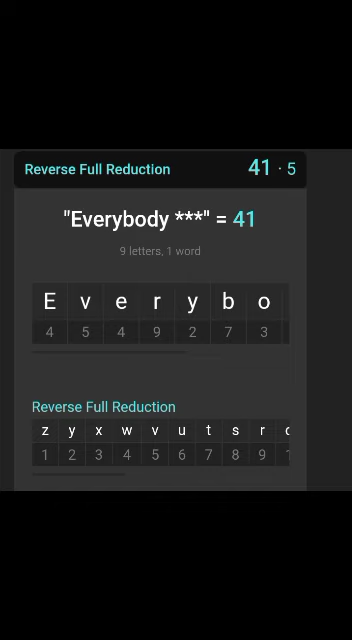 Reverse Full Reduction 41 · 5
"Everybody ***" = 41
9 letters, 1 word
E v e r y b o
4 5 4 9 2 7 3
Reverse Full Reduction
z y x w v u t s r
1 2 3 4 5 6 7 8 9